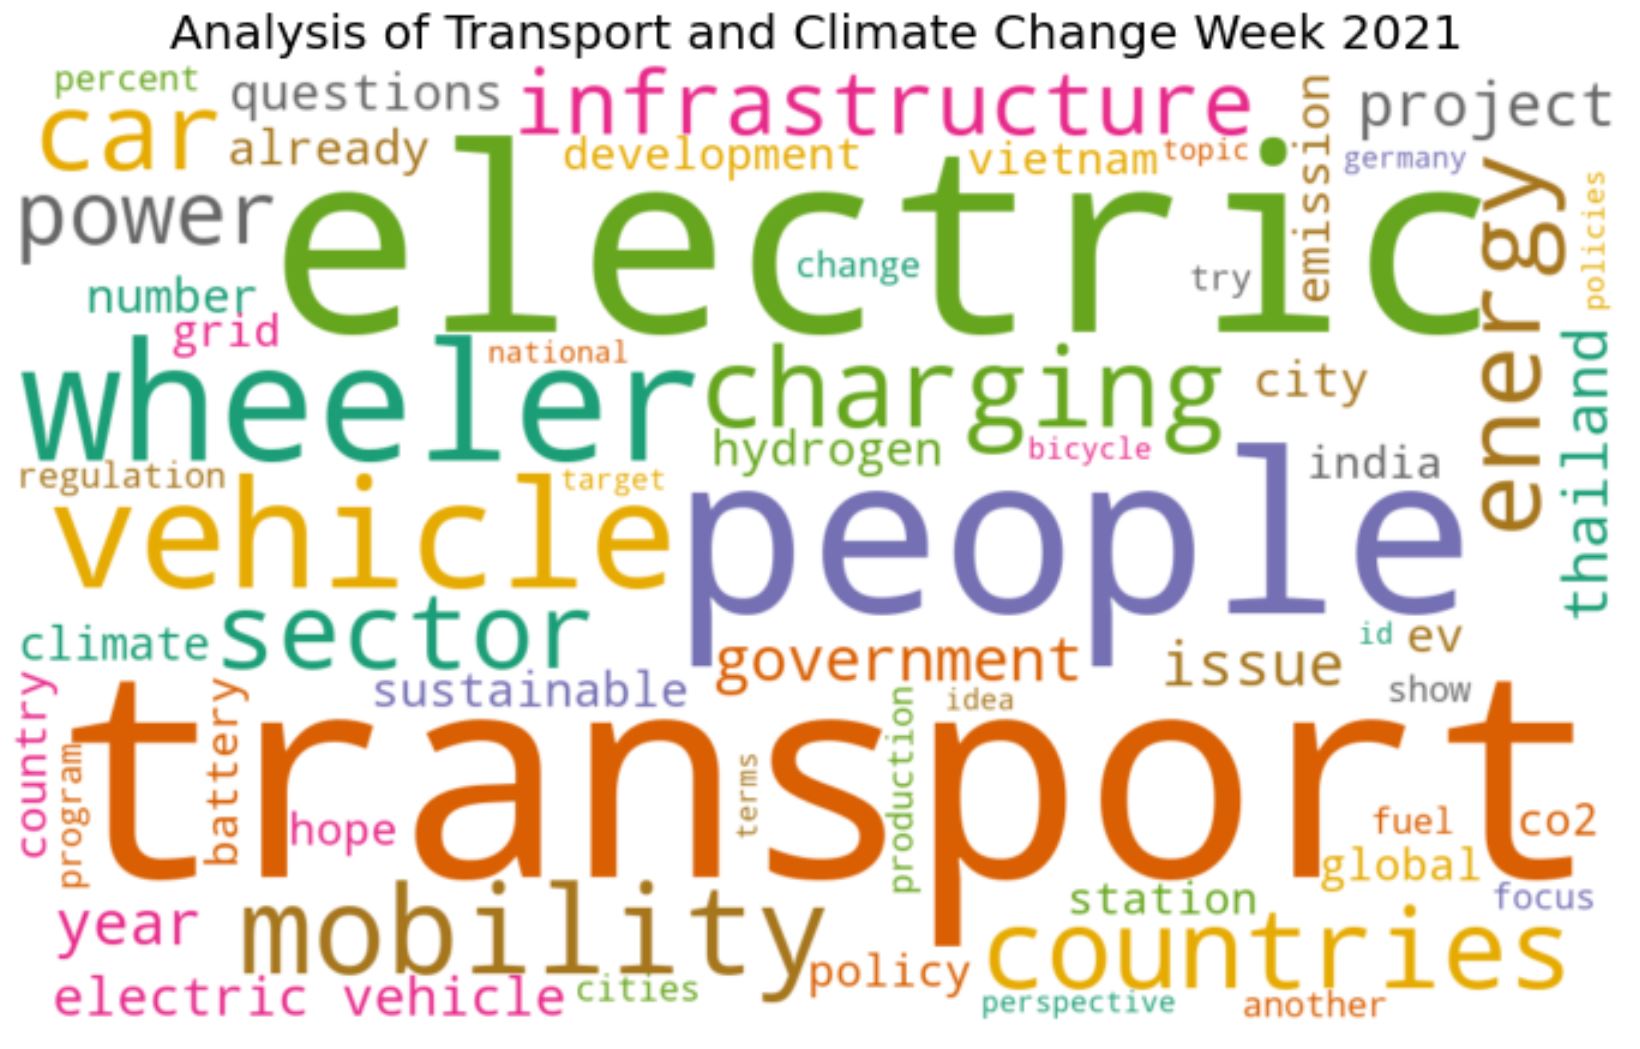 Analysis of Transport and Climate Change Week 2021
percent
questions
infrastructure
emission
project
car
already
development
vietnam
topic
germany
energy
policies
power
electric
change
try
number
grid
wheeler
national
charging
city
thailand
hydrogen
bicycle
india
regulation
vehicle
target
people
climate
sector
government
issue
id
ev
country
battery
sustainable
production
idea
show
program
transport
terms
hope
fuel
co2
global
year
mobility
station
focus
policy
countries
electric vehicle
cities
perspective
another